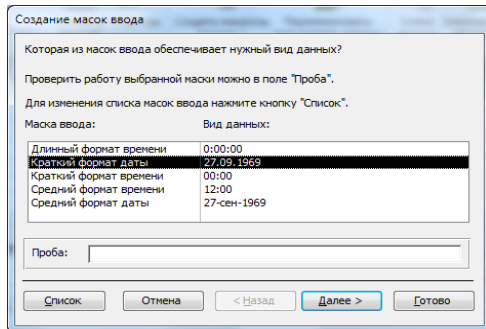 Создание масок ввода
Которая из масок ввода обеспечивает нужный вид данных?
Проверить работу выбранной маски можно в поле "Проба".
Для изменения списка масок ввода нажмите кнопку "Список".
Маска ввода: Вид данных:
Длинный формат времени 0:00:00
Краткий формат даты 27.09.1969
Краткий формат времени 00:00
Средний формат времени 12:00
Средний формат даты 27-сен-1969
Проба:
Список Отмена < Назад Далее > Готово